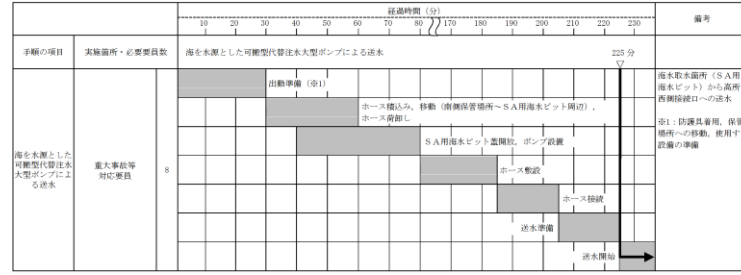 経過時間（分）
備考
10 20 30 40 50 60 70 80 170 180 190 200 210 220 230
手順の項目
実施箇所・必要要員数
海を水源とした可搬型代替注水大型ポンプによる送水
225 分
海を水源とした
可搬型代替注水
大型ポンプによ
る送水
重大事故等
対応要員
8
出動準備（※1）
ホース積込み，移動（南側保管場所～ＳＡ用海水ピット周辺），
ホース荷卸し
ＳＡ用海水ピット蓋開放，ポンプ設置
ホース敷設
ホース接続
送水準備
送水開始
海水取水箇所（ＳＡ用
海水ピット）から高所
西側接続口への送水
※1：防護具着用，保管
場所への移動，使用す
設備の準備